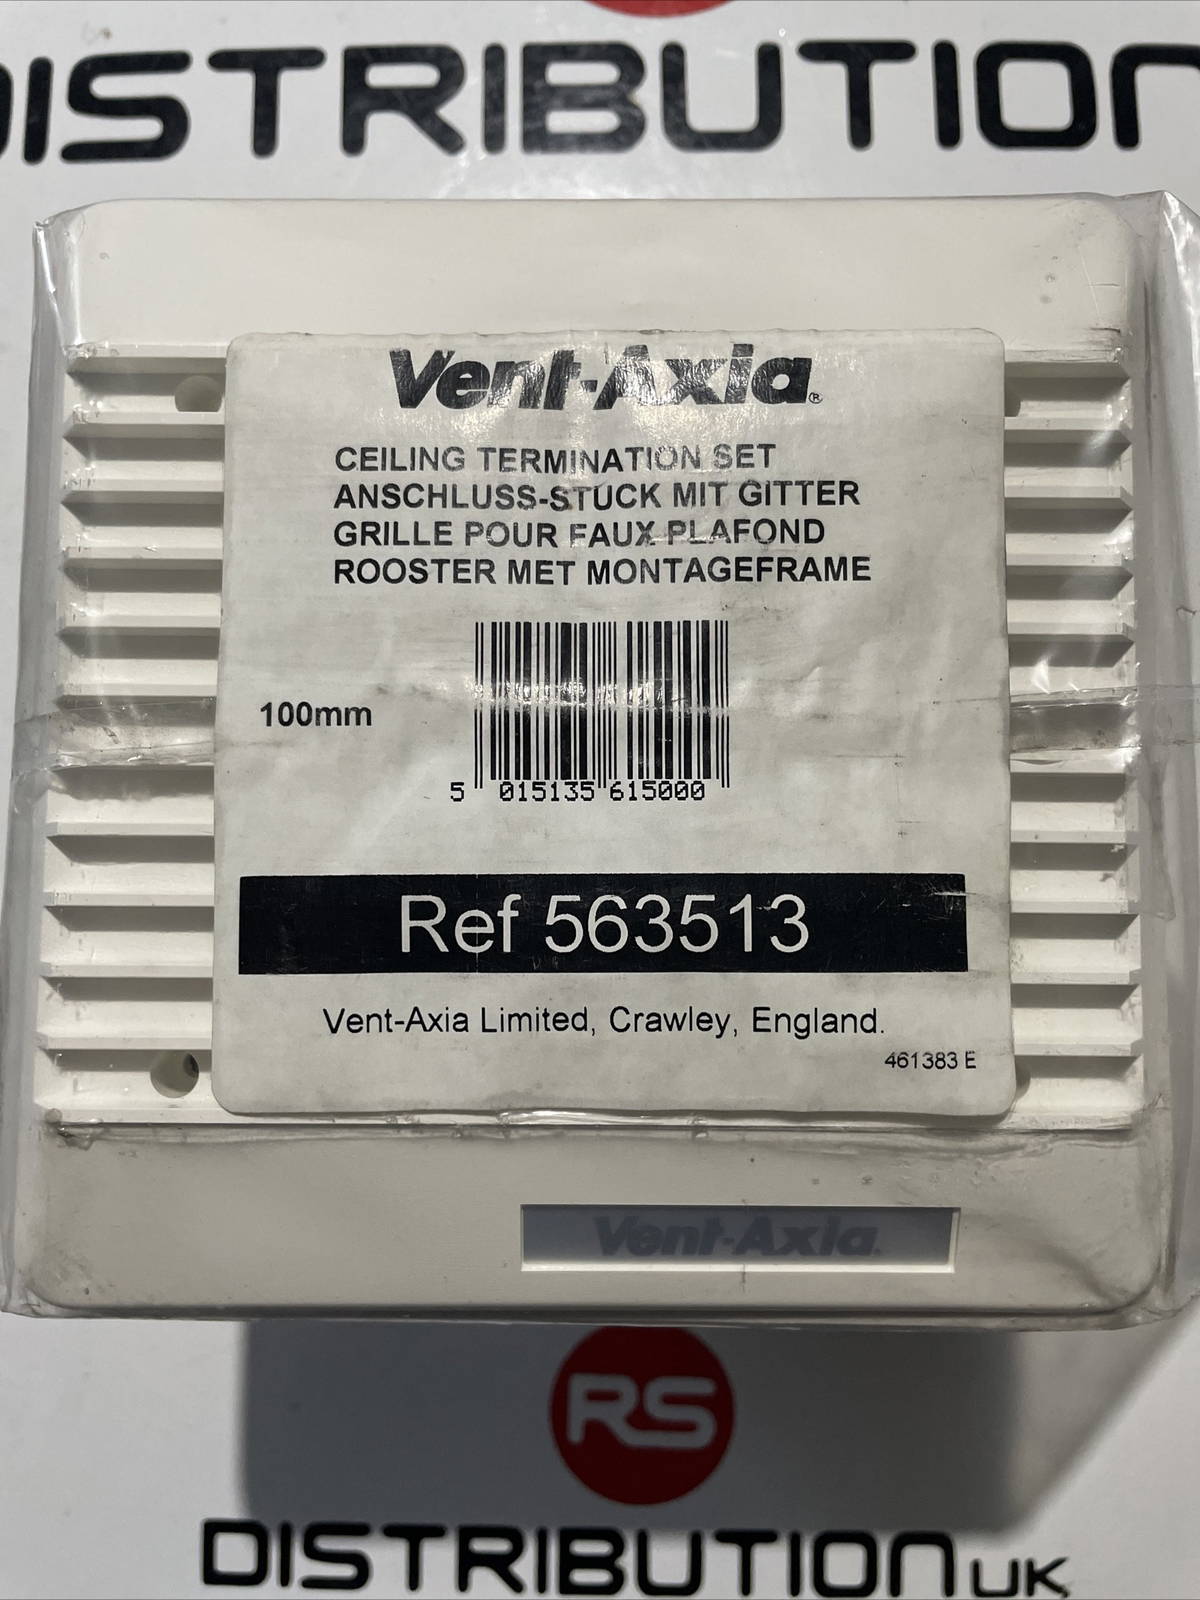 DISTRIBUTION
Vent-Axia®
CEILING TERMINATION SET
ANSCHLUSS-STUCK MIT GITTER
GRILLE POUR FAUX-PLAFOND
ROOSTER MET MONTAGEFRAME
100mm
5 015135 615000
Ref 563513
Vent-Axia Limited, Crawley, England.
461383 E
Vent-Axia.
RS
DISTRIBUTION UK